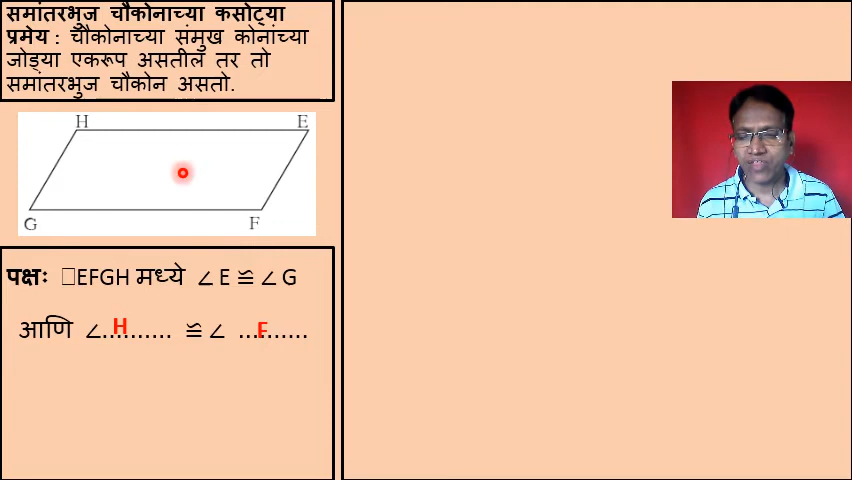 समांतरभुज चौकोनाच्या कसोट्या
प्रमेय : चौकोनाच्या संमुख कोनांच्या
जोड्या एकरूप असतील तर तो
समांतरभुज चौकोन असतो.
H E
G F
पक्षः □EFGH मध्ये ∠ E ≌ ∠ G
आणि ∠....H...... ≌ ∠ ...F.......